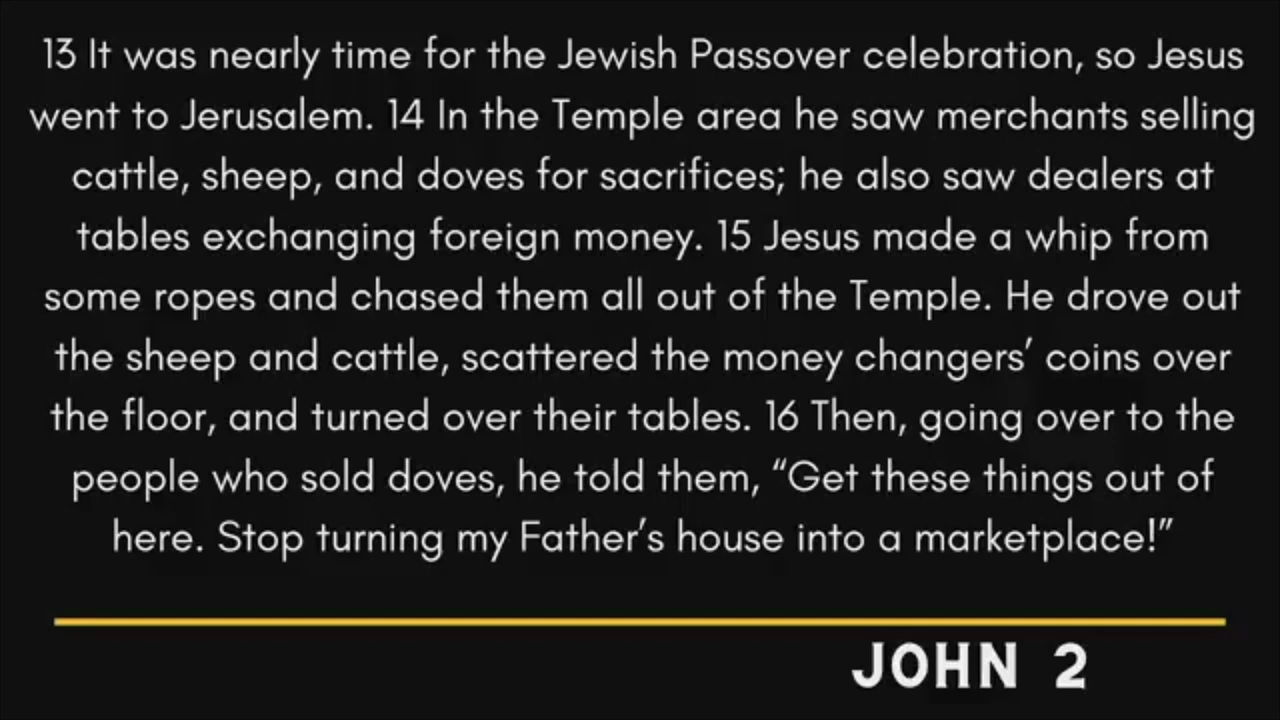 13 It was nearly time for the Jewish Passover celebration, so Jesus
went to Jerusalem. 14 In the Temple area he saw merchants selling
cattle, sheep, and doves for sacrifices; he also saw dealers at
tables exchanging foreign money. 15 Jesus made a whip from
some ropes and chased them all out of the Temple. He drove out
the sheep and cattle, scattered the money changers’ coins over
the floor, and turned over their tables. 16 Then, going over to the
people who sold doves, he told them, “Get these things out of
here. Stop turning my Father’s house into a marketplace!”
JOHN 2